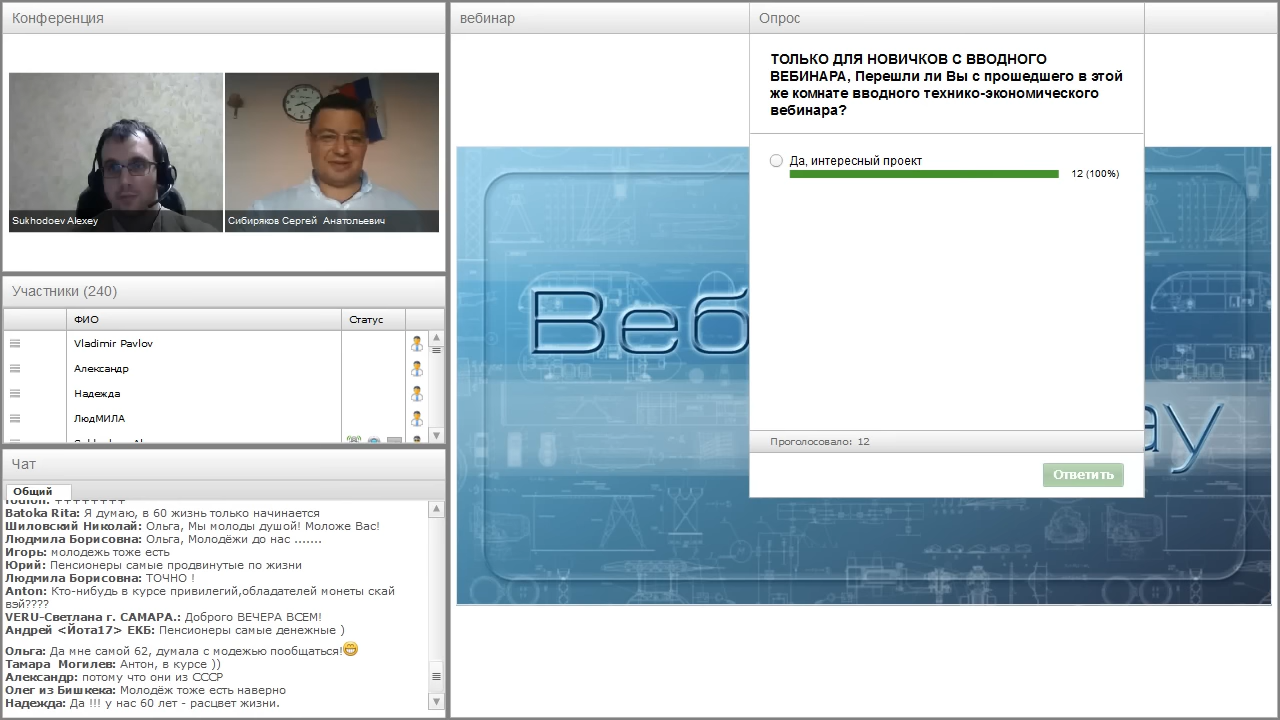 Конференция
Sukhodoev Alexey
Сибиряков Сергей Анатольевич
Участники (240)
ФИО
Статус
Vladimir Pavlov
Александр
Надежда
ЛюдМИЛА
Чат
Общий
Batoka Rita: Я думаю, в 60 жизнь только начинается
Шиловский Николай: Ольга, Мы молоды душой! Моложе Вас!
Людмила Борисовна: Ольга, Молодёжи до нас .......
Игорь: молодежь тоже есть
Юрий: Пенсионеры самые продвинутые по жизни
Людмила Борисовна: ТОЧНО !
Anton: Кто-нибудь в курсе привилегий,обладателей монеты скай
вэй????
VERU-Светлана г. САМАРА.: Доброго ВЕЧЕРА ВСЕМ!
Андрей <Йота17> ЕКБ: Пенсионеры самые денежные )
Ольга: Да мне самой 62, думала с модежью пообщаться!
Тамара Могилев: Антон, в курсе ))
Александр: потому что они из СССР
Олег из Бишкека: Молодёж тоже есть наверно
Надежда: Да !!! у нас 60 лет - расцвет жизни.
вебинар
Веб
ay
Опрос
ТОЛЬКО ДЛЯ НОВИЧКОВ С ВВОДНОГО
ВЕБИНАРА, Перешли ли Вы с прошедшего в этой
же комнате вводного технико-экономического
вебинара?
Да, интересный проект
12 (100%)
Проголосовало: 12
Ответить